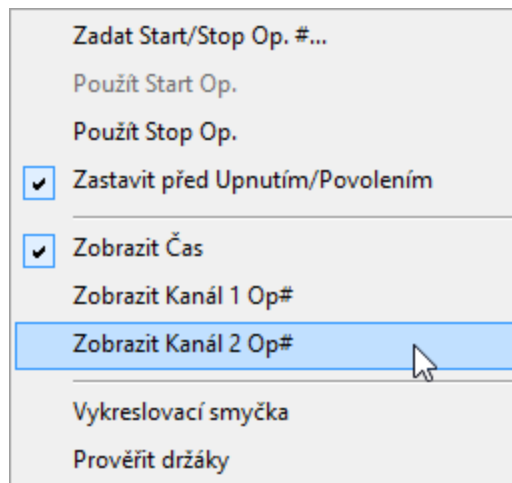 Zadat Start/Stop Op. #...
Použít Start Op.
Použít Stop Op.
Zastavit před Upnutím/Povolením
Zobrazit Čas
Zobrazit Kanál 1 Op#
Zobrazit Kanál 2 Op#
Vykreslovací smyčka
Prověřit držáky